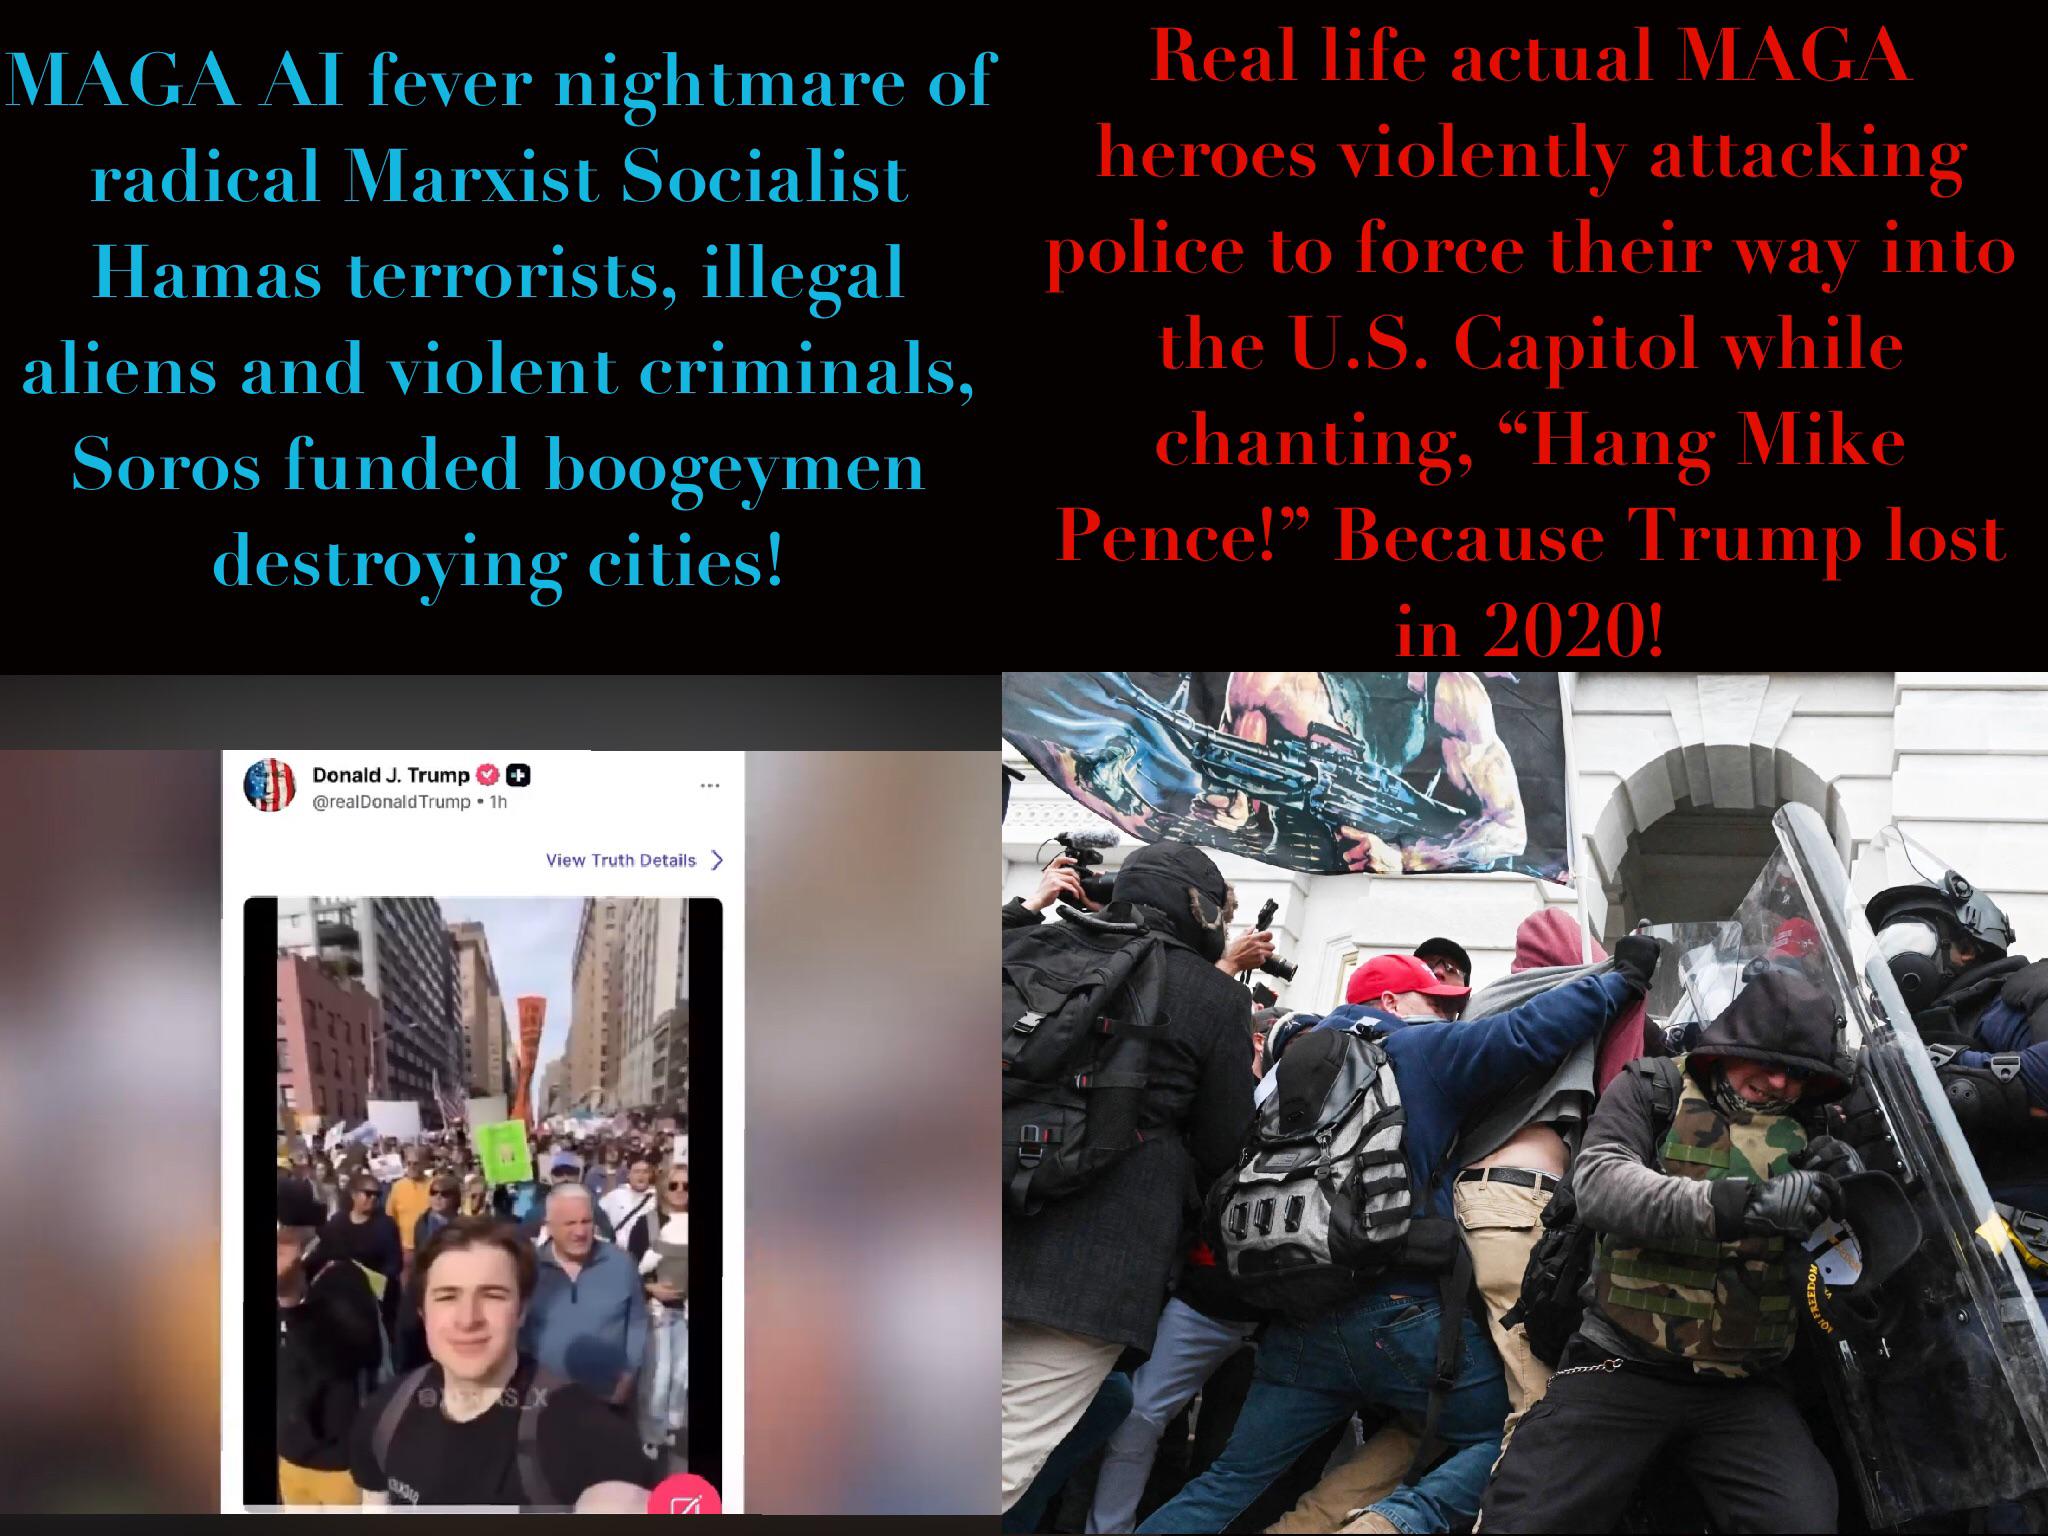 MAGA AI fever nightmare of
radical Marxist Socialist
Hamas terrorists, illegal
aliens and violent criminals,
Soros funded boogeymen
destroying cities!
Real life actual MAGA
heroes violently attacking
police to force their way into
the U.S. Capitol while
chanting, “Hang Mike
Pence!” Because Trump lost
in 2020!
Donald J. Trump
@realDonaldTrump • 1h
View Truth Details
FREEDOM